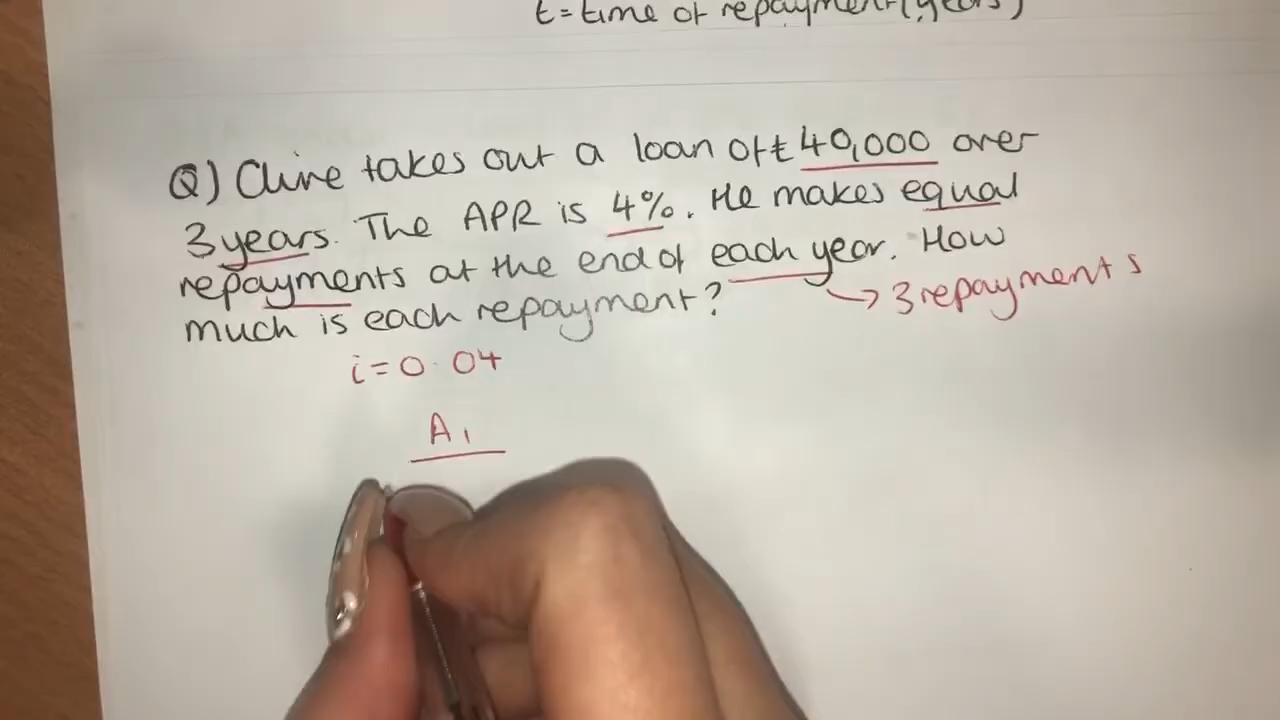 t = time of repayment (years)
Q) Clive takes out a loan of £40,000 over
3 years. The APR is 4%. He makes equal
repayments at the end of each year. How
→ 3 repayments
much is each repayment?
i = 0.04
A1